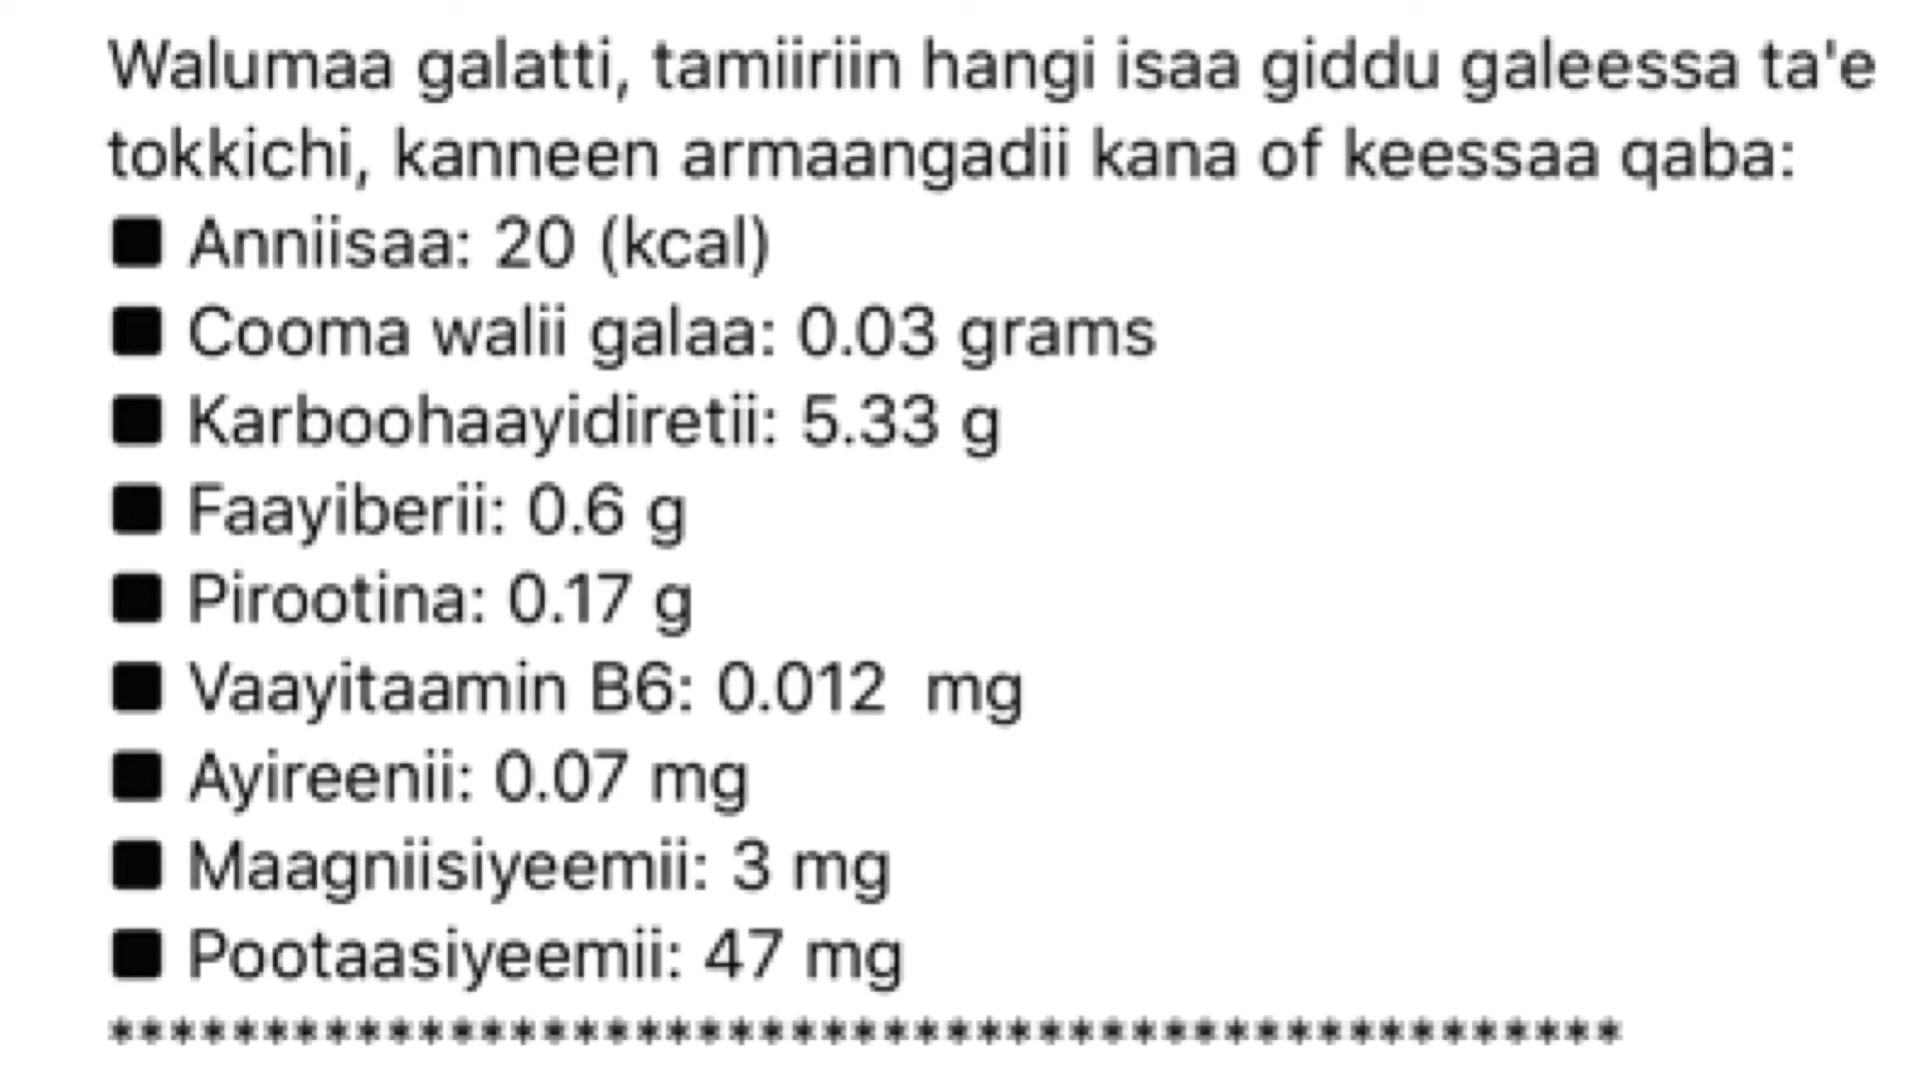 Walumaa galatti, tamiiriin hangi isaa giddu galeessa ta'e
tokkichi, kanneen armaangadii kana of keessaa qaba:
■ Anniisaa: 20 (kcal)
■ Cooma walii galaa: 0.03 grams
■ Karboohaayidiretii: 5.33 g
■ Faayiberii: 0.6 g
■ Pirootina: 0.17 g
■ Vaayitaamin B6: 0.012  mg
■ Ayireenii: 0.07 mg
■ Maagniisiyeemii: 3 mg
■ Pootaasiyeemii: 47 mg
*************************************************